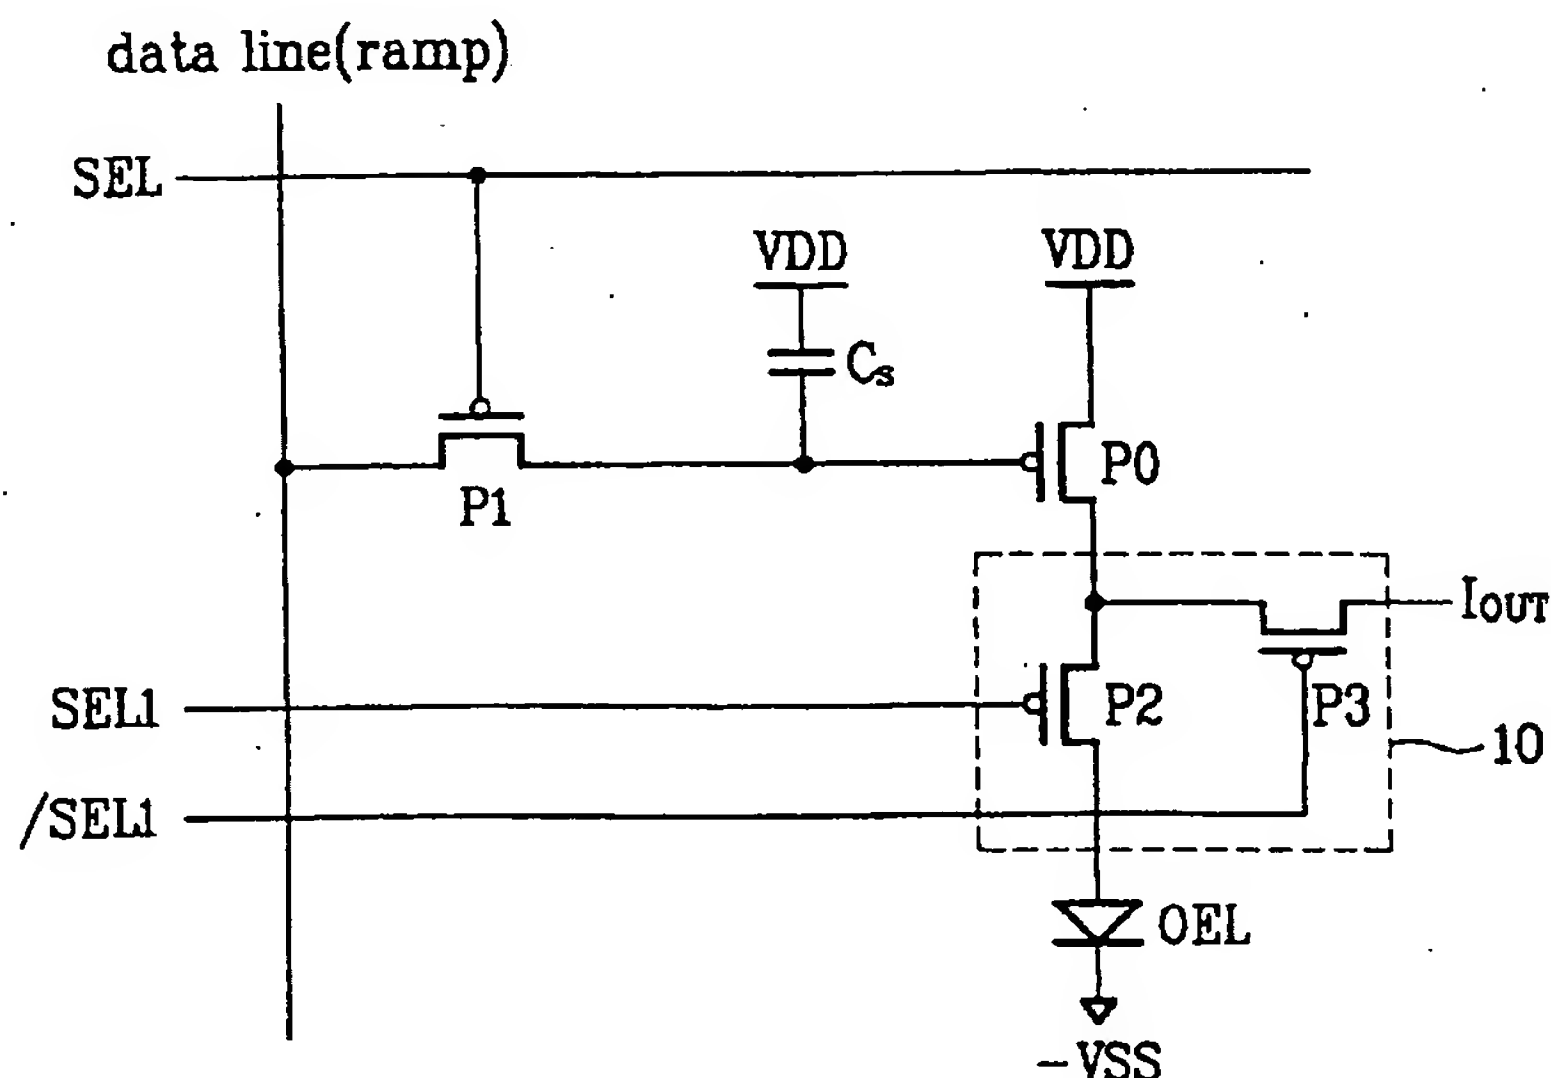 data line(ramp)
SEL
VDD
VDD
Cs
P0
P1
IOUT
SEL1
P2
P3
10
/SEL1
OEL
-VSS